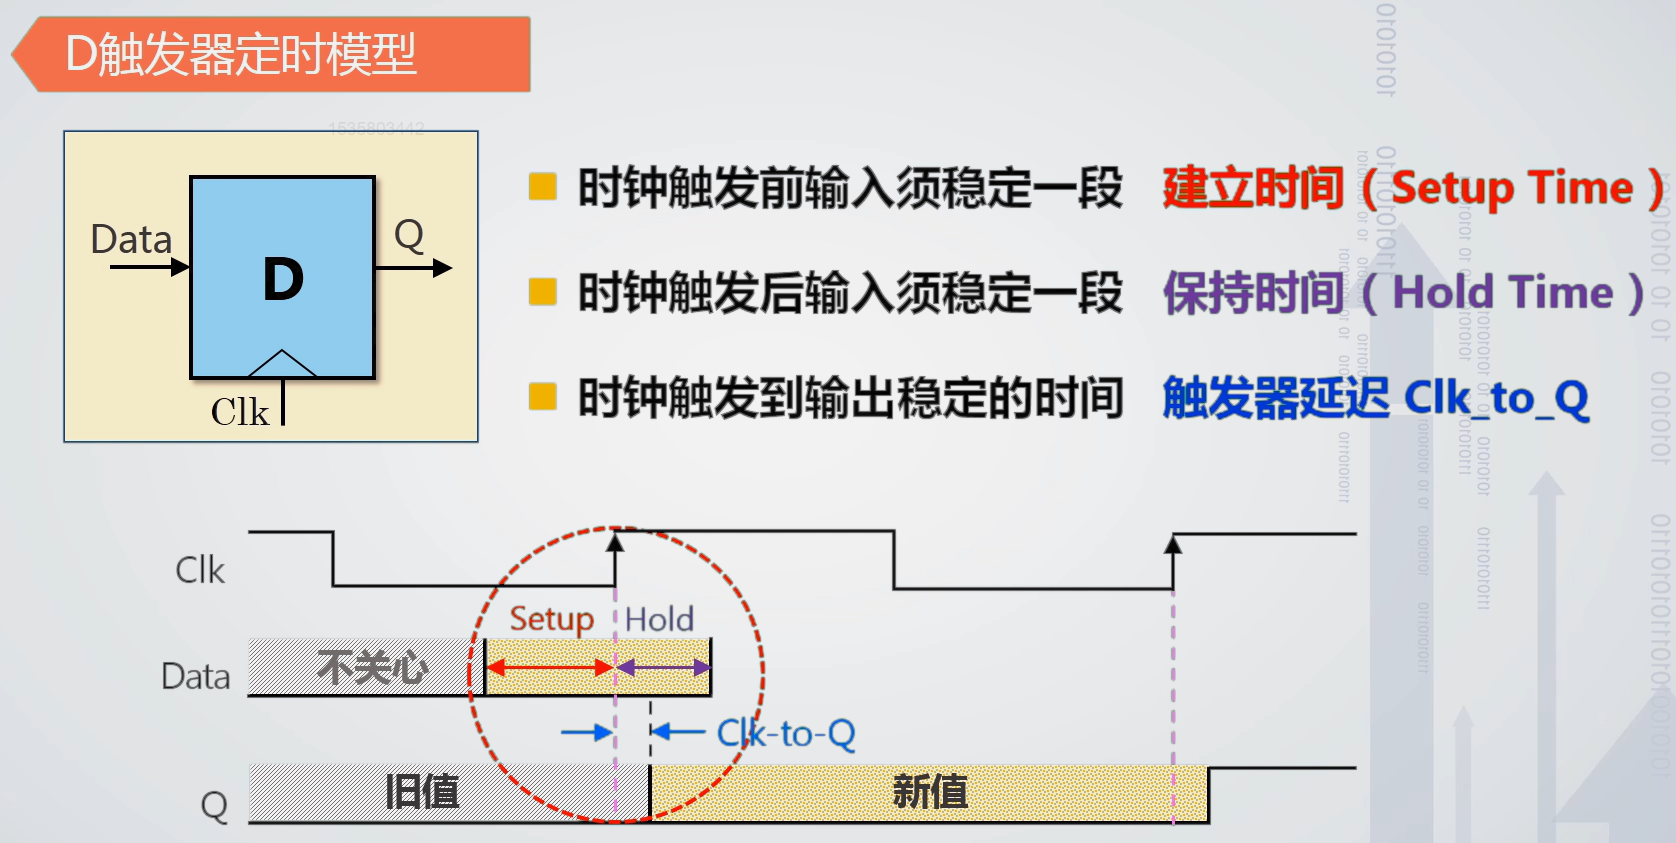 D触发器定时模型
1535803442
Data
D
Q
Clk
时钟触发前输入须稳定一段 建立时间（Setup Time）
时钟触发后输入须稳定一段 保持时间（Hold Time）
时钟触发到输出稳定的时间 触发器延迟 Clk_to_Q
Clk
Setup Hold
Data 不关心
Clk-to-Q
Q 旧值 新值